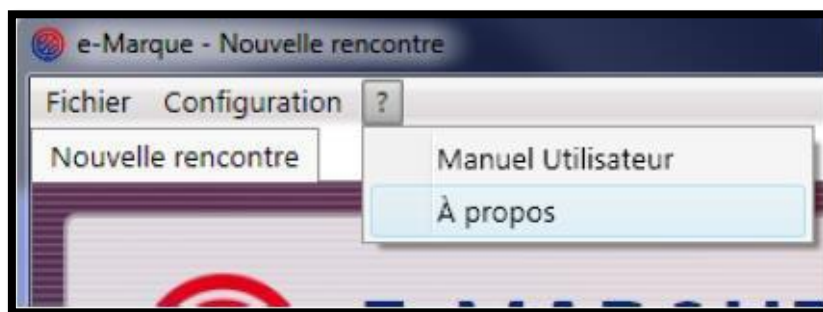 e-Marque - Nouvelle rencontre
Fichier Configuration ?
Nouvelle rencontre
Manuel Utilisateur
À propos